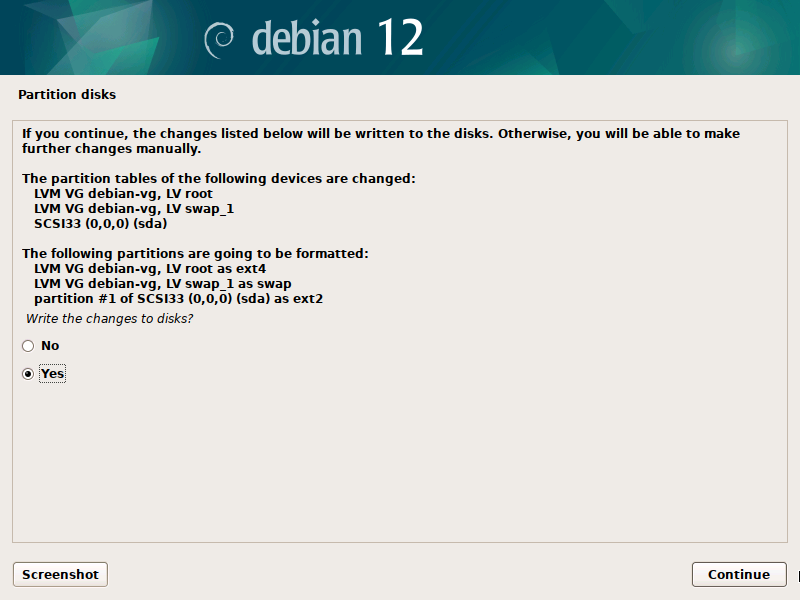 debian 12
Partition disks
If you continue, the changes listed below will be written to the disks. Otherwise, you will be able to make
further changes manually.
The partition tables of the following devices are changed:
LVM VG debian-vg, LV root
LVM VG debian-vg, LV swap_1
SCSI33 (0,0,0) (sda)
The following partitions are going to be formatted:
LVM VG debian-vg, LV root as ext4
LVM VG debian-vg, LV swap_1 as swap
partition #1 of SCSI33 (0,0,0) (sda) as ext2
Write the changes to disks?
No
Yes
Screenshot
Continue